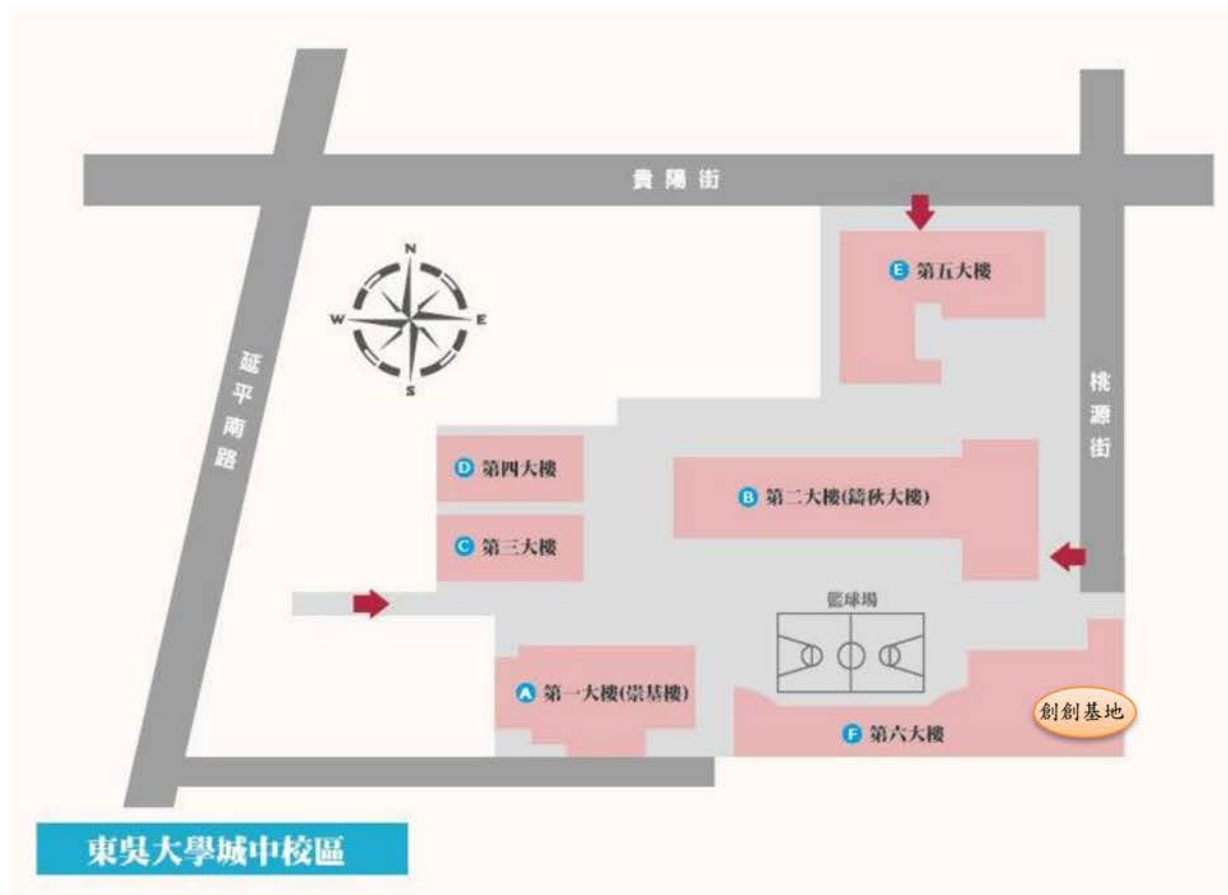 貴陽街
N
W
E
S
延平南路
桃源街
E 第五大樓
D 第四大樓
B 第二大樓(鑄秋大樓)
C 第三大樓
籃球場
A 第一大樓(崇基樓)
創創基地
F 第六大樓
東吳大學城中校區